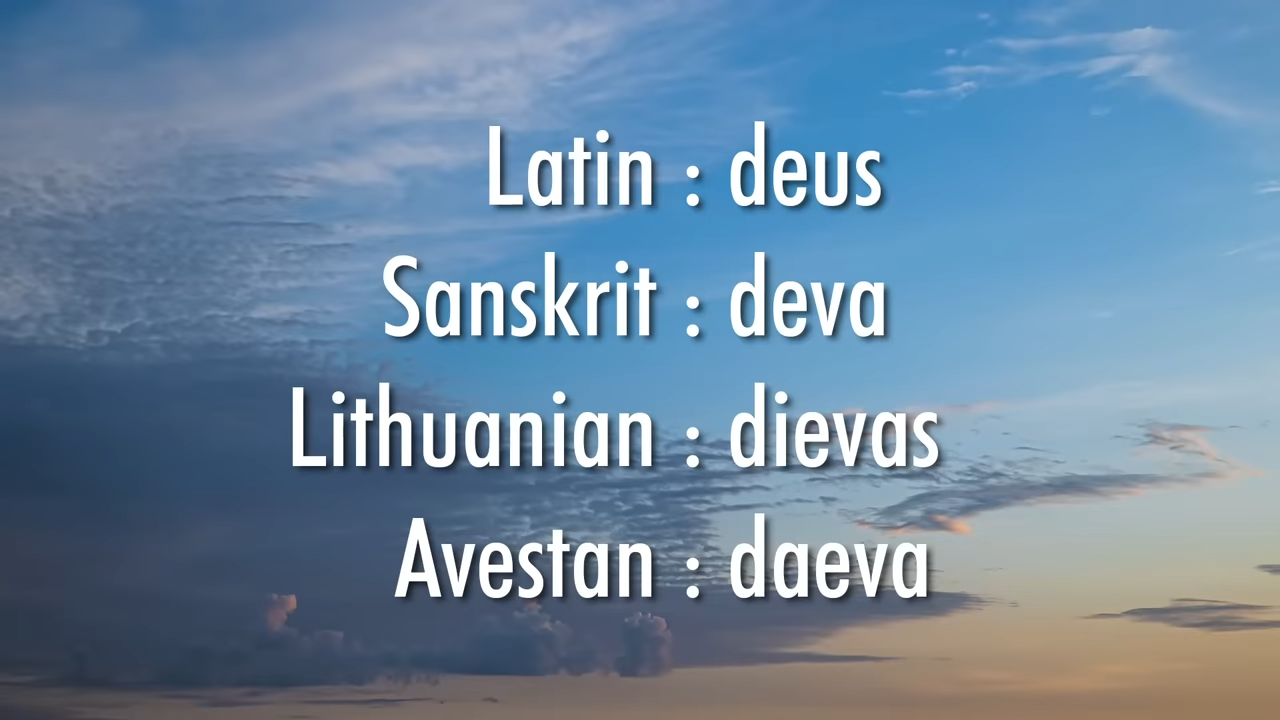 Latin : deus
Sanskrit : deva
Lithuanian : dievas
Avestan : daeva